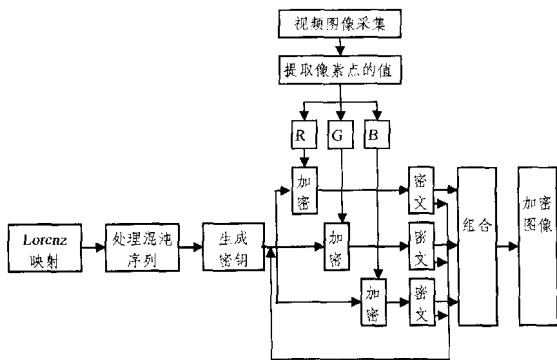 视频图像采集
提取像素点的值
R
G
B
加
密
密
文
加密
图像
组合
Lorenz
映射
处理混沌
序列
生成
密钥
加
密
密
文
加
密
密
文